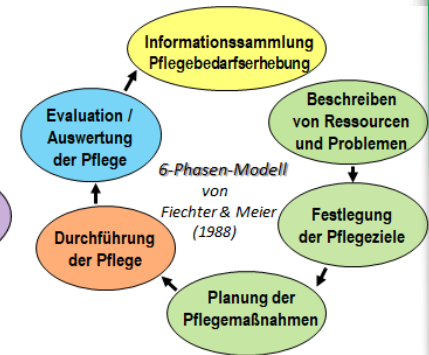 Informationssammlung
Pflegebedarfserhebung
Beschreiben
von Ressourcen
und Problemen
Festlegung
der Pflegeziele
Planung der
Pflegemaßnahmen
Durchführung
der Pflege
Evaluation /
Auswertung
der Pflege
6-Phasen-Modell
von
Fiechter & Meier
(1988)